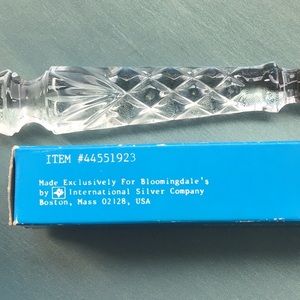 ITEM #44551923
Made Exclusively For Bloomingdale's
by International Silver Company
Boston, Mass 02128, USA